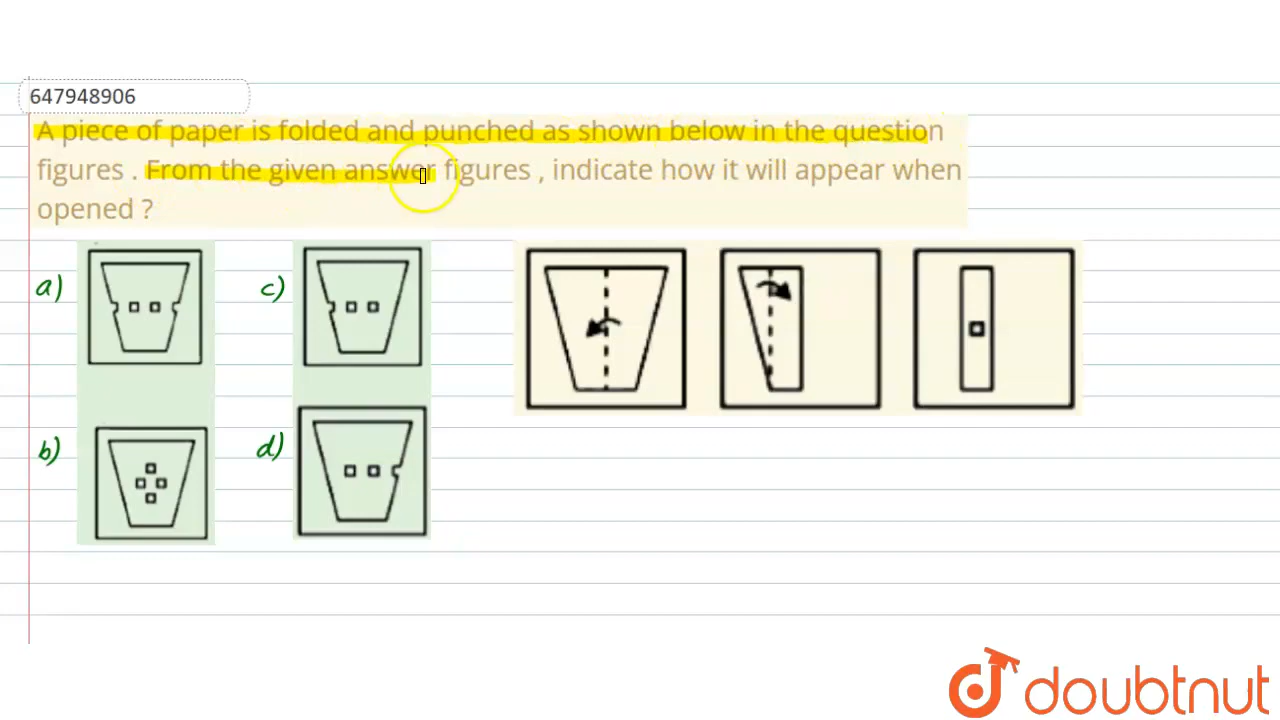 647948906
A piece of paper is folded and punched as shown below in the question
figures . From the given answer figures , indicate how it will appear when
opened ?
a)
c)
b)
d)
doubtnut